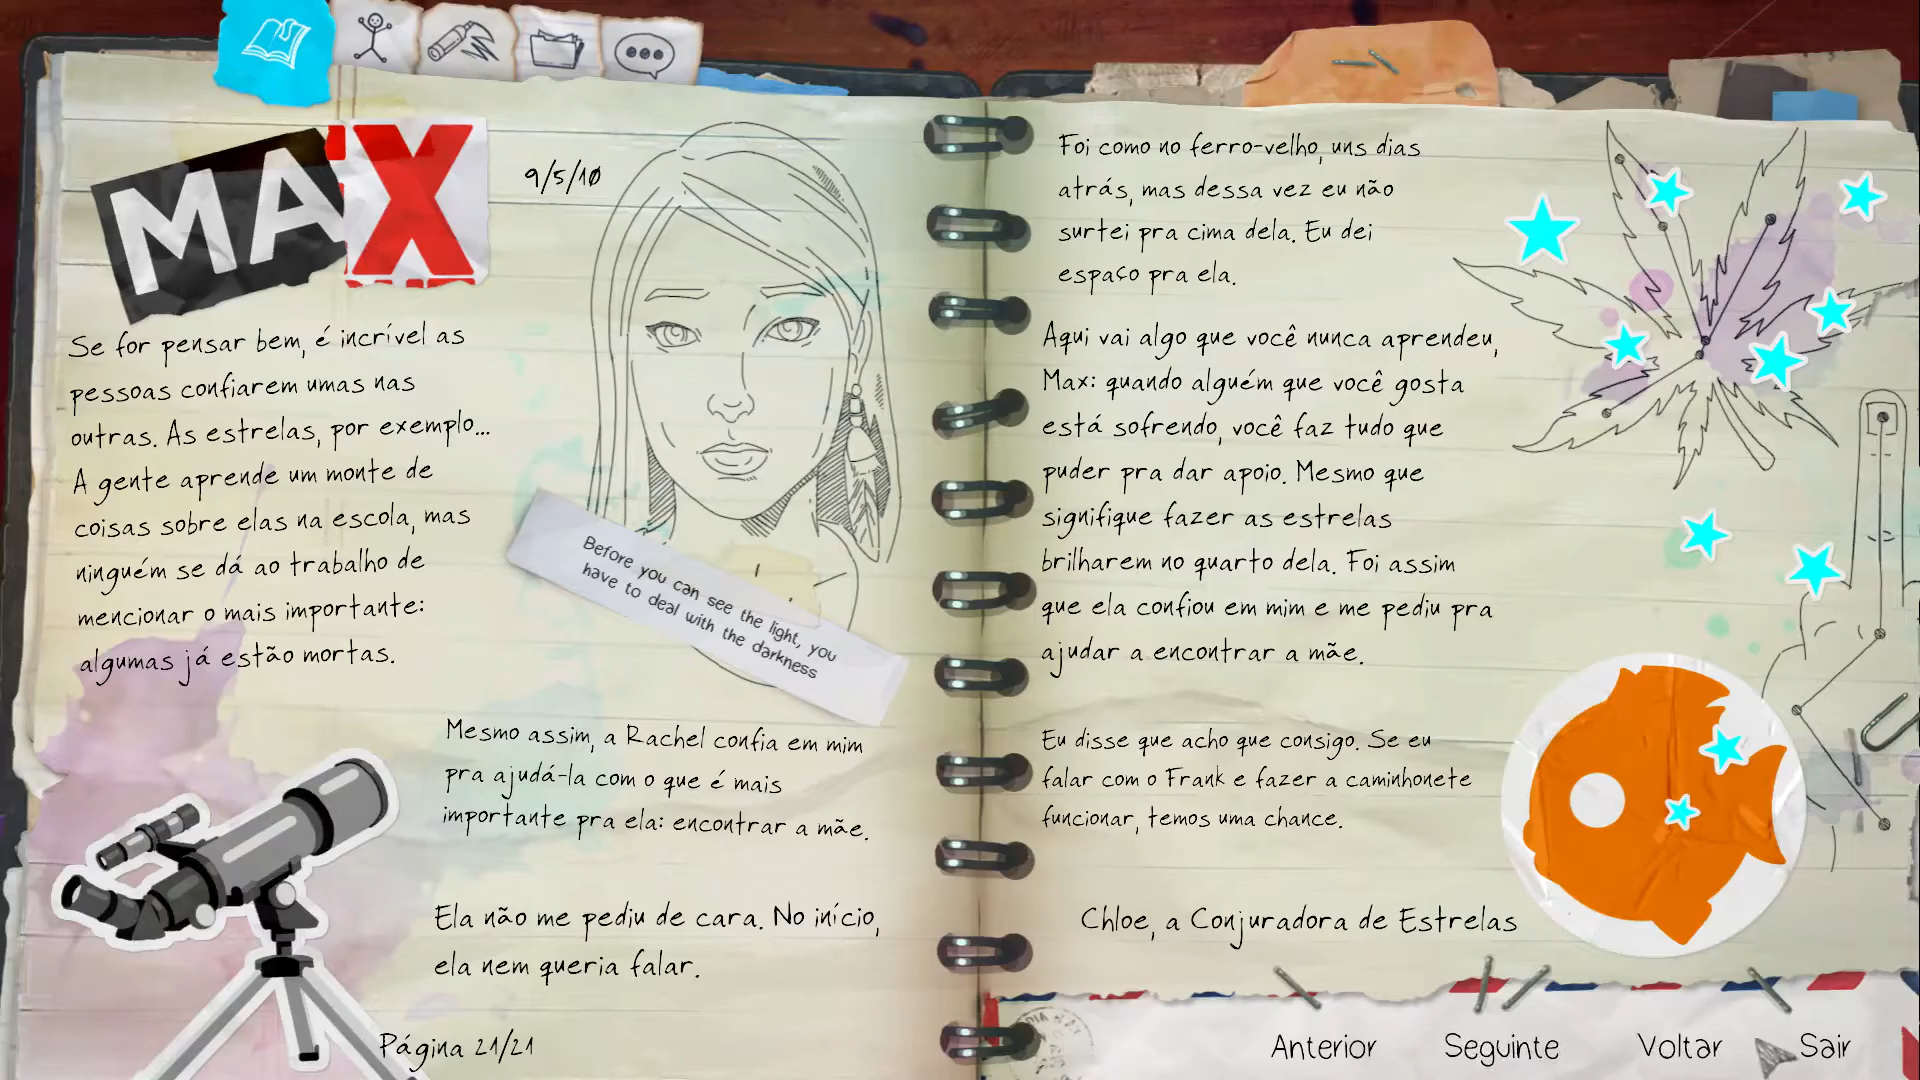 MAX
9/5/10
Se for pensar bem, é incrível as
pessoas confiarem umas nas
outras. As estrelas, por exemplo...
A gente aprende um monte de
coisas sobre elas na escola, mas
ninguém se dá ao trabalho de
mencionar o mais importante:
algumas já estão mortas.
Before you can see the light, you
have to deal with the darkness
Mesmo assim, a Rachel confia em mim
pra ajudá-la com o que é mais
importante pra ela: encontrar a mãe.
Ela não me pediu de cara. No início,
ela nem queria falar.
Página 21/21
Foi como no ferro-velho, uns dias
atrás, mas dessa vez eu não
surtei pra cima dela. Eu dei
espaço pra ela.
Aqui vai algo que você nunca aprendeu,
Max: quando alguém que você gosta
está sofrendo, você faz tudo que
puder pra dar apoio. Mesmo que
signifique fazer as estrelas
brilharem no quarto dela. Foi assim
que ela confiou em mim e me pediu pra
ajudar a encontrar a mãe.
Eu disse que acho que consigo. Se eu
falar com o Frank e fazer a caminhonete
funcionar, temos uma chance.
Chloe, a Conjuradora de Estrelas
Anterior
Seguinte
Voltar
Sair